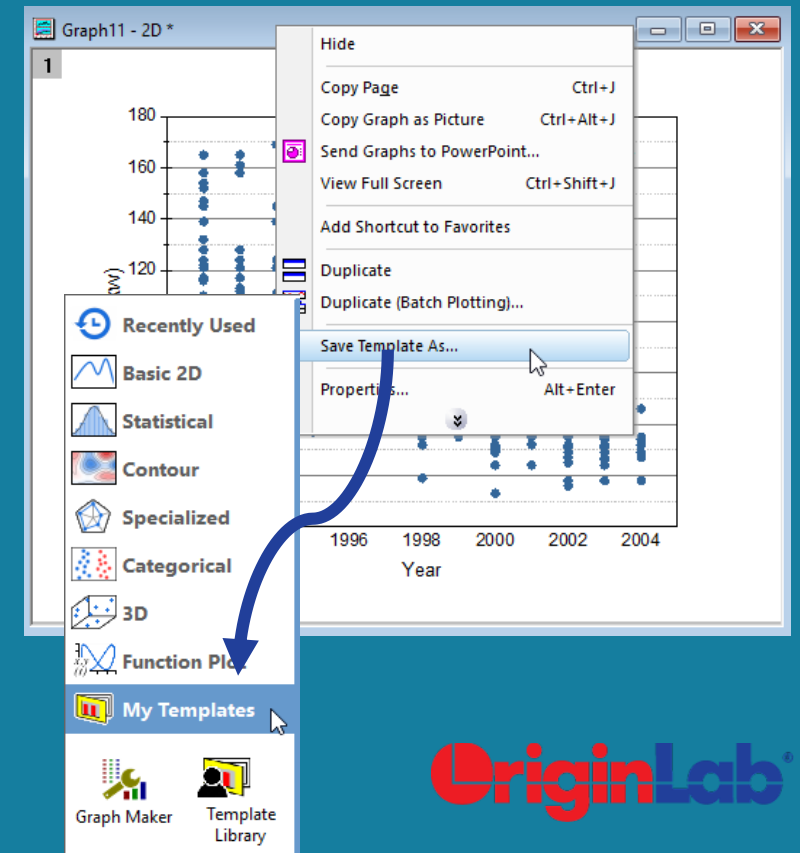 Graph11 - 2D *
1
Hide
Copy Page Ctrl+J
Copy Graph as Picture Ctrl+Alt+J
Send Graphs to PowerPoint...
View Full Screen Ctrl+Shift+J
Add Shortcut to Favorites
Duplicate
Duplicate (Batch Plotting)...
Save Template As...
Properties... Alt+Enter
180
160
140
120
1996 1998 2000 2002 2004
Year
Recently Used
Basic 2D
Statistical
Contour
Specialized
Categorical
3D
Function Plot
My Templates
Graph Maker
Template
Library
OriginLab®